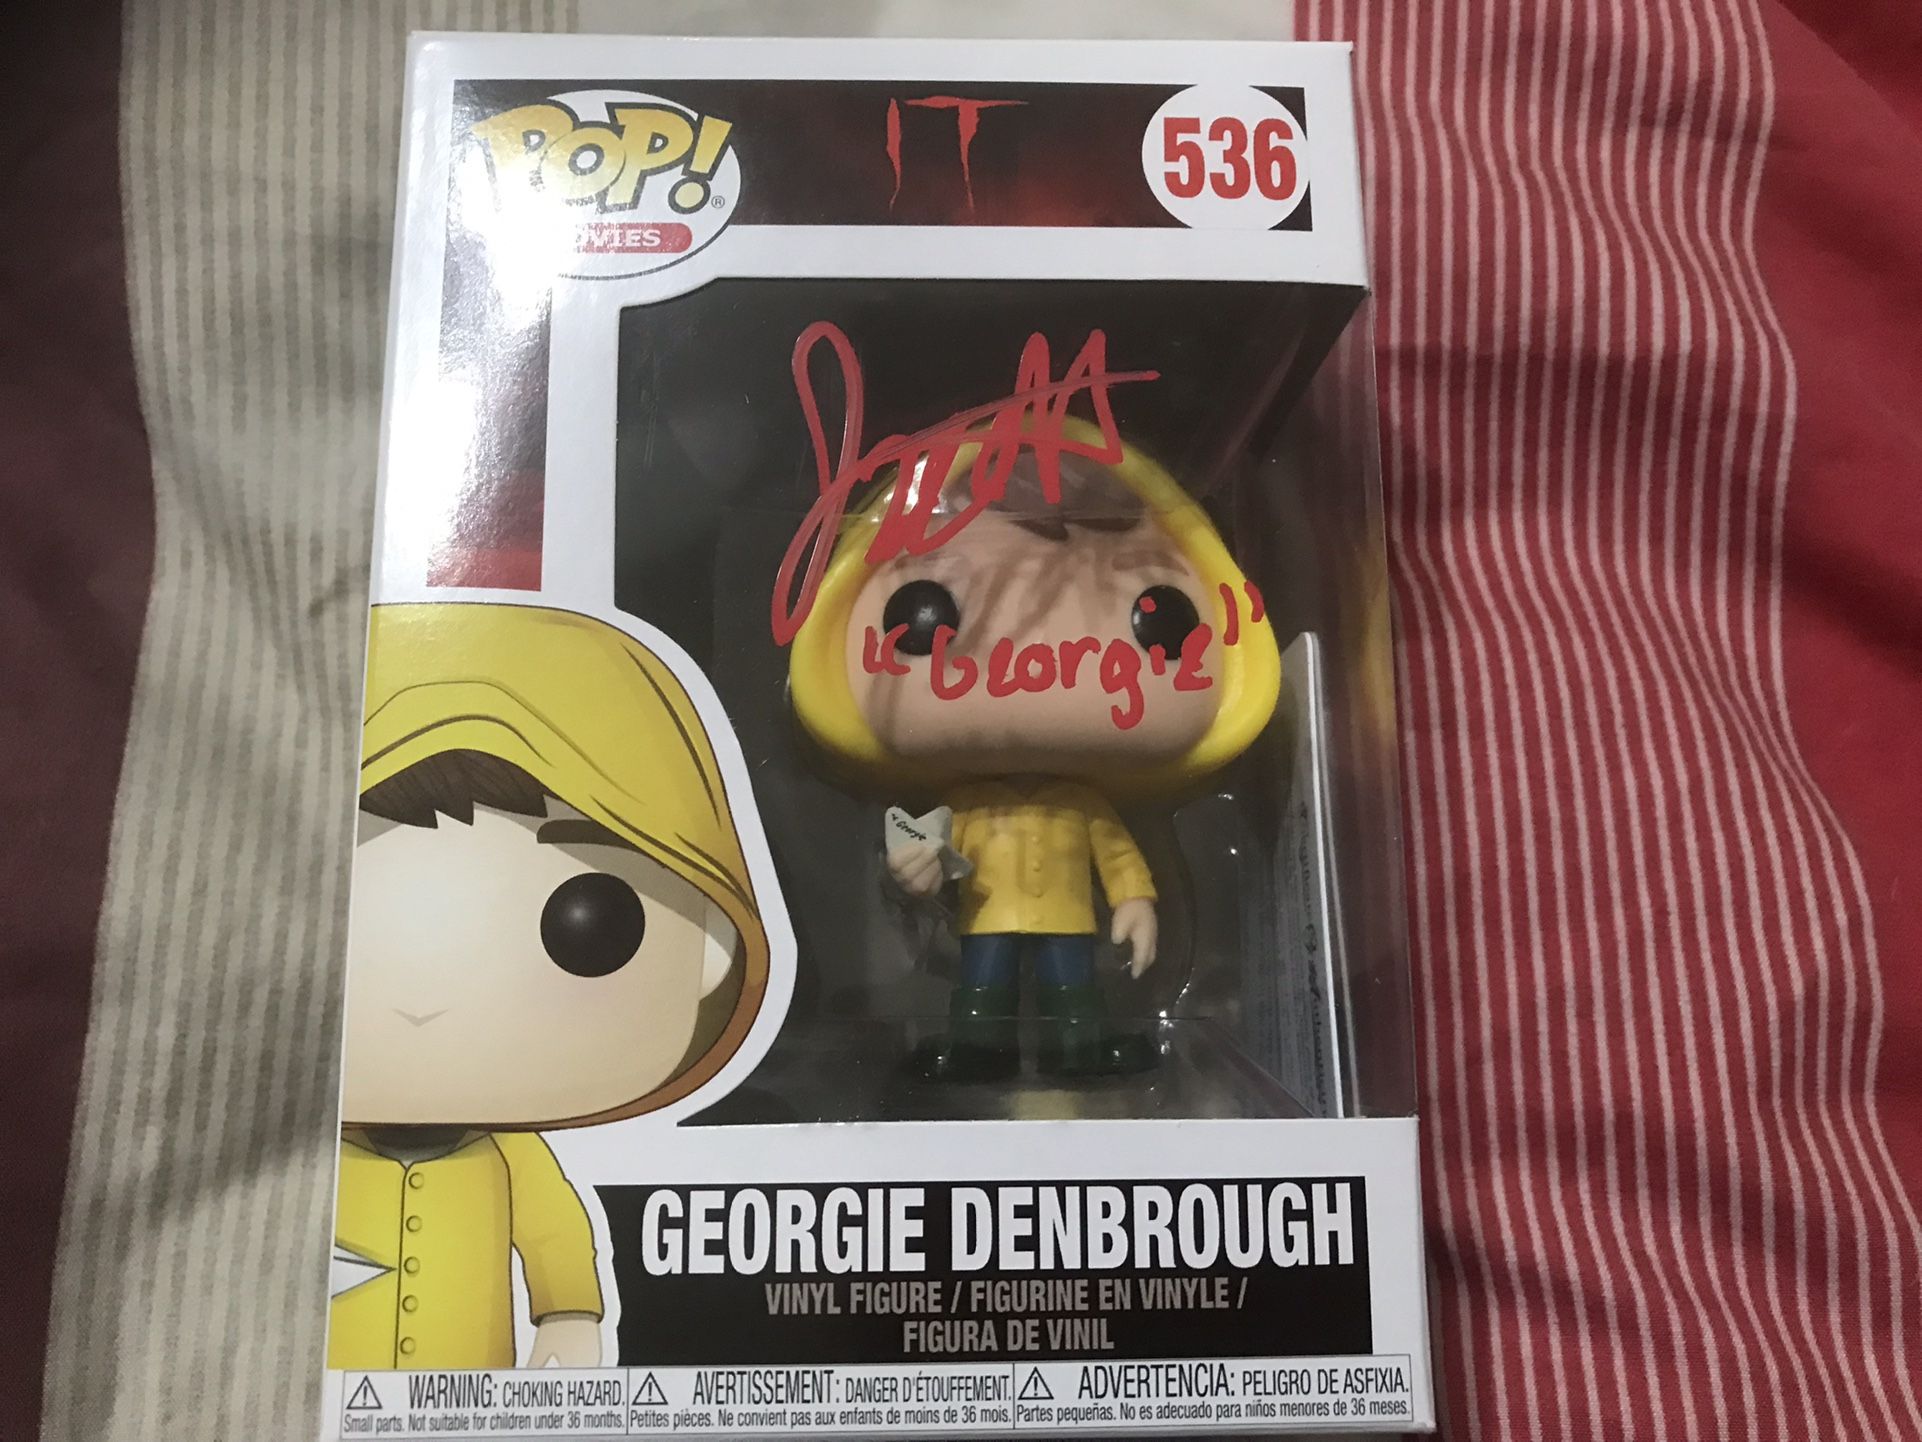 POP!®
IT
536
MOVIES
"Georgie"
Georgie
GEORGIE DENBROUGH
VINYL FIGURE / FIGURINE EN VINYLE /
FIGURA DE VINIL
WARNING: CHOKING HAZARD.
Small parts. Not suitable for children under 36 months.
AVERTISSEMENT: DANGER D'ÉTOUFFEMENT.
Petites pièces. Ne convient pas aux enfants de moins de 36 mois.
ADVERTENCIA: PELIGRO DE ASFIXIA.
Partes pequeñas. No es adecuado para niños menores de 36 meses.